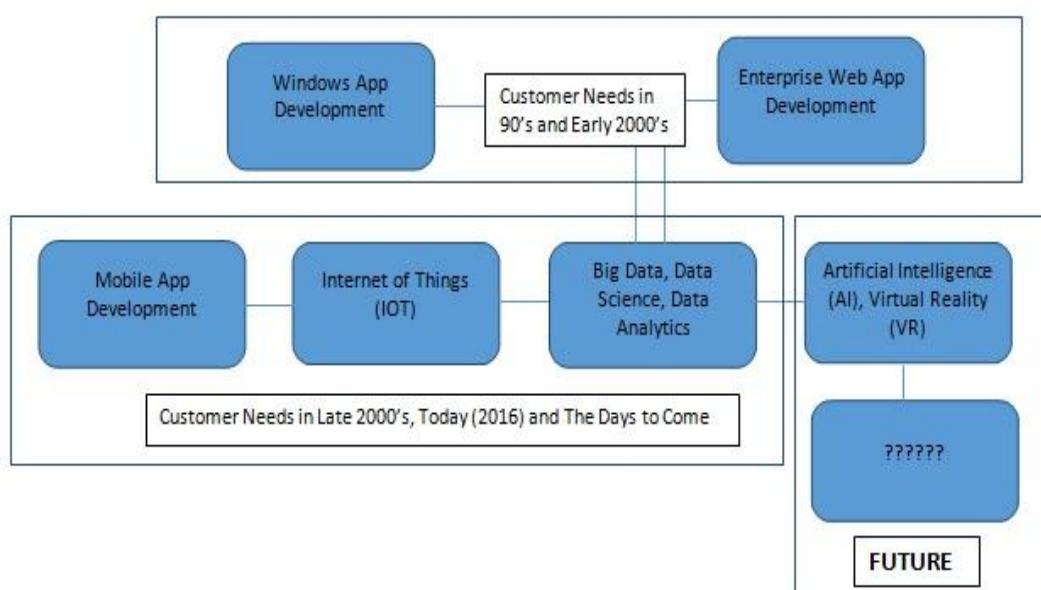 Windows App
Development
Customer Needs in
90's and Early 2000's
Enterprise Web App
Development
Mobile App
Development
Internet of Things
(IOT)
Big Data, Data
Science, Data
Analytics
Artificial Intelligence
(AI), Virtual Reality
(VR)
Customer Needs in Late 2000's, Today (2016) and The Days to Come
??????
FUTURE